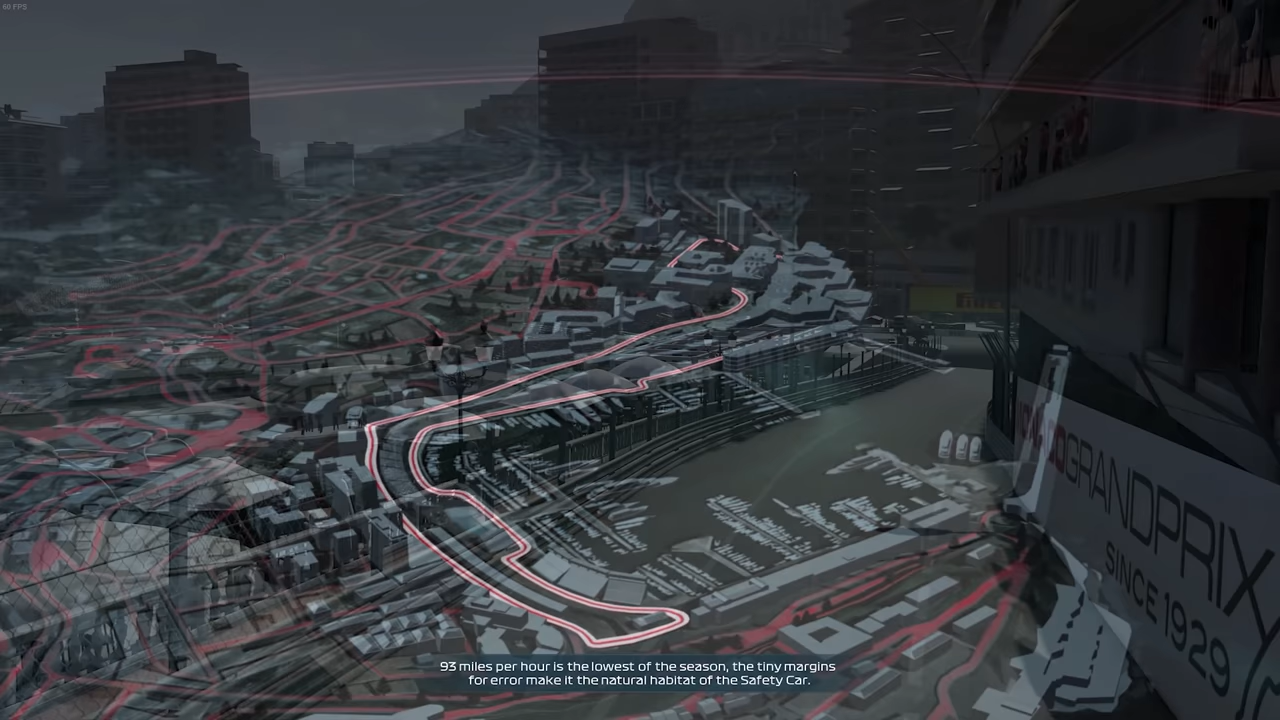 60 FPS
GRANDPRIX
SINCE 1929
93 miles per hour is the lowest of the season, the tiny margins
for error make it the natural habitat of the Safety Car.